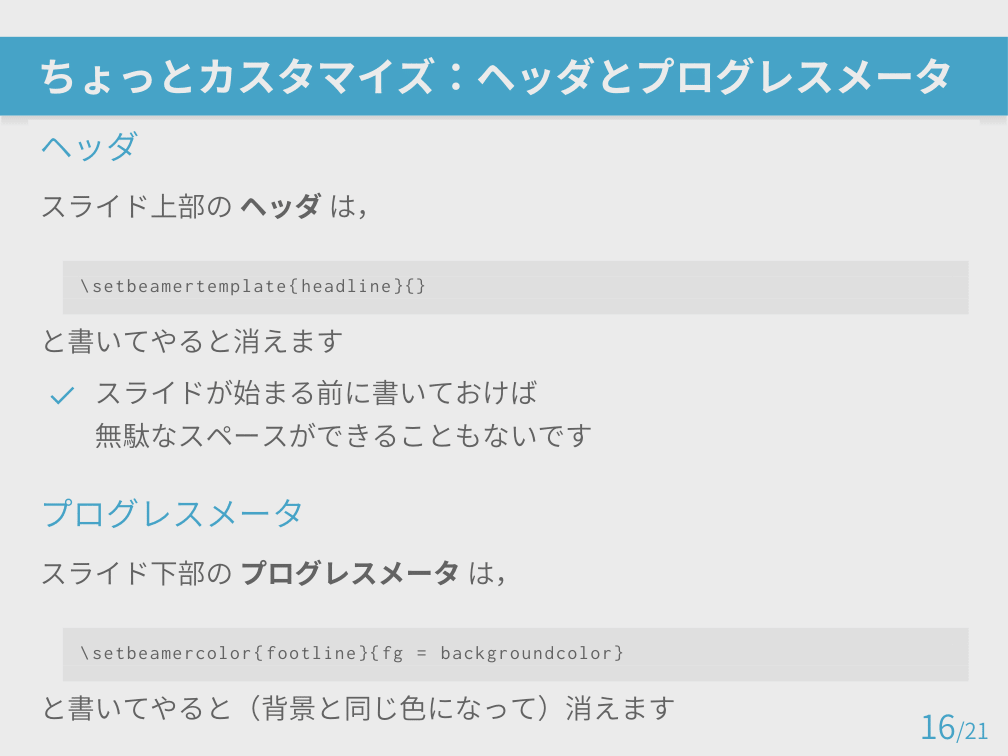 ちょっとカスタマイズ：ヘッダとプログレスメータ
ヘッダ
スライド上部の ヘッダ は，
\setbeamertemplate{headline}{}
と書いてやると消えます
✓ スライドが始まる前に書いておけば
無駄なスペースができることもないです
プログレスメータ
スライド下部の プログレスメータ は，
\setbeamercolor{footline}{fg = backgroundcolor}
と書いてやると（背景と同じ色になって）消えます
16/21